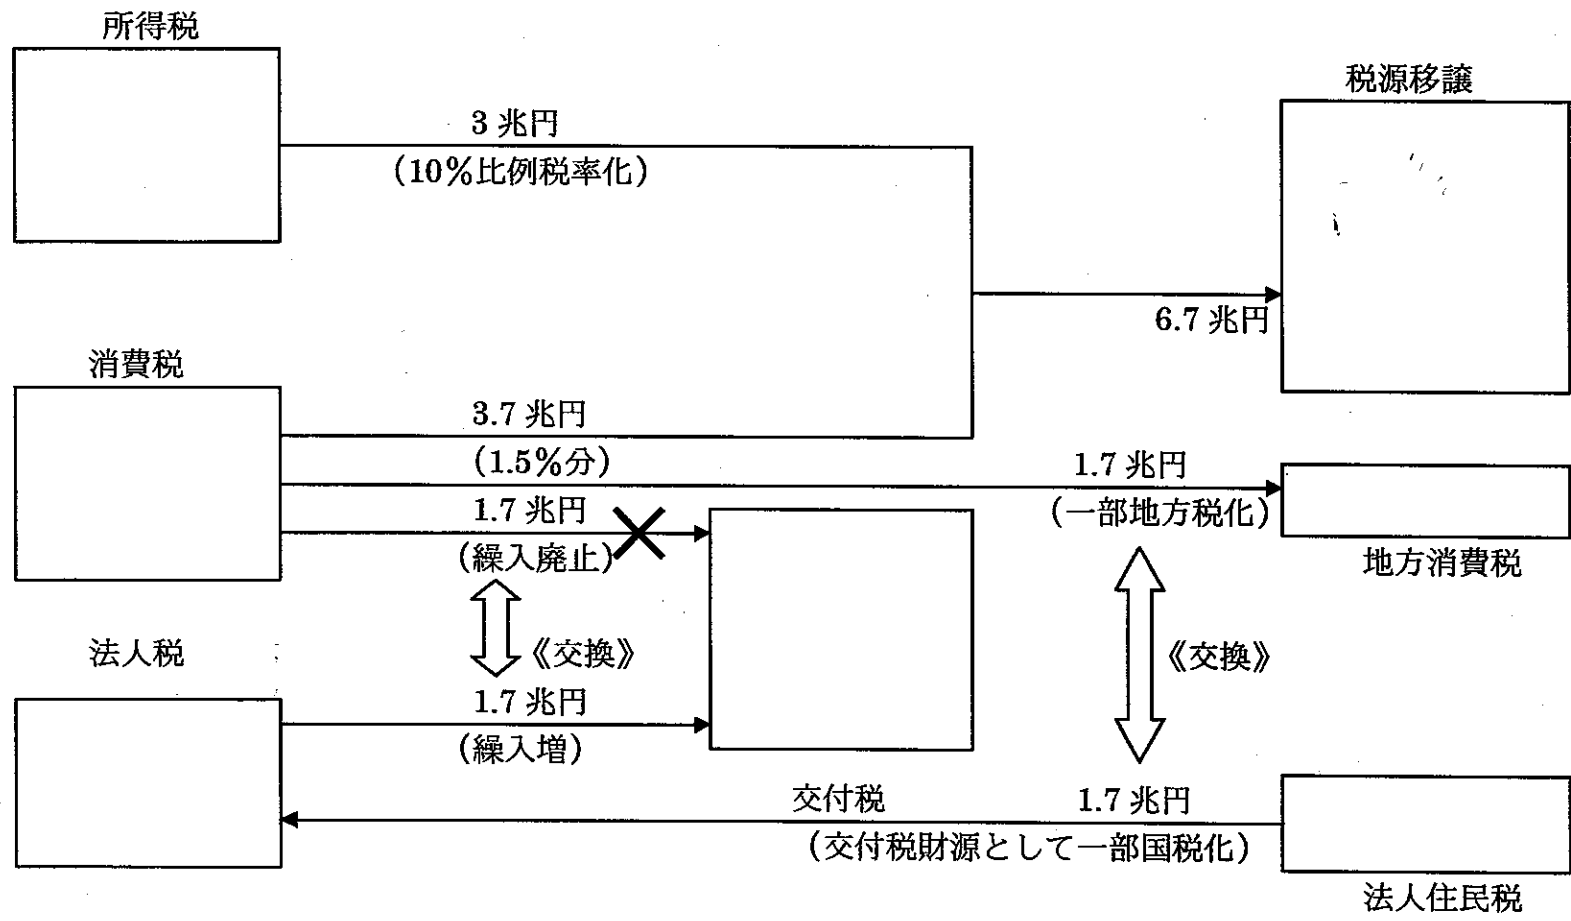 所得税
税源移譲
3 兆円
(10%比例税率化)
6.7 兆円
消費税
3.7 兆円
(1.5%分)
1.7 兆円
(一部地方税化)
1.7 兆円
(繰入廃止)
地方消費税
《交換》
《交換》
法人税
1.7 兆円
(繰入増)
交付税
1.7 兆円
(交付税財源として一部国税化)
法人住民税